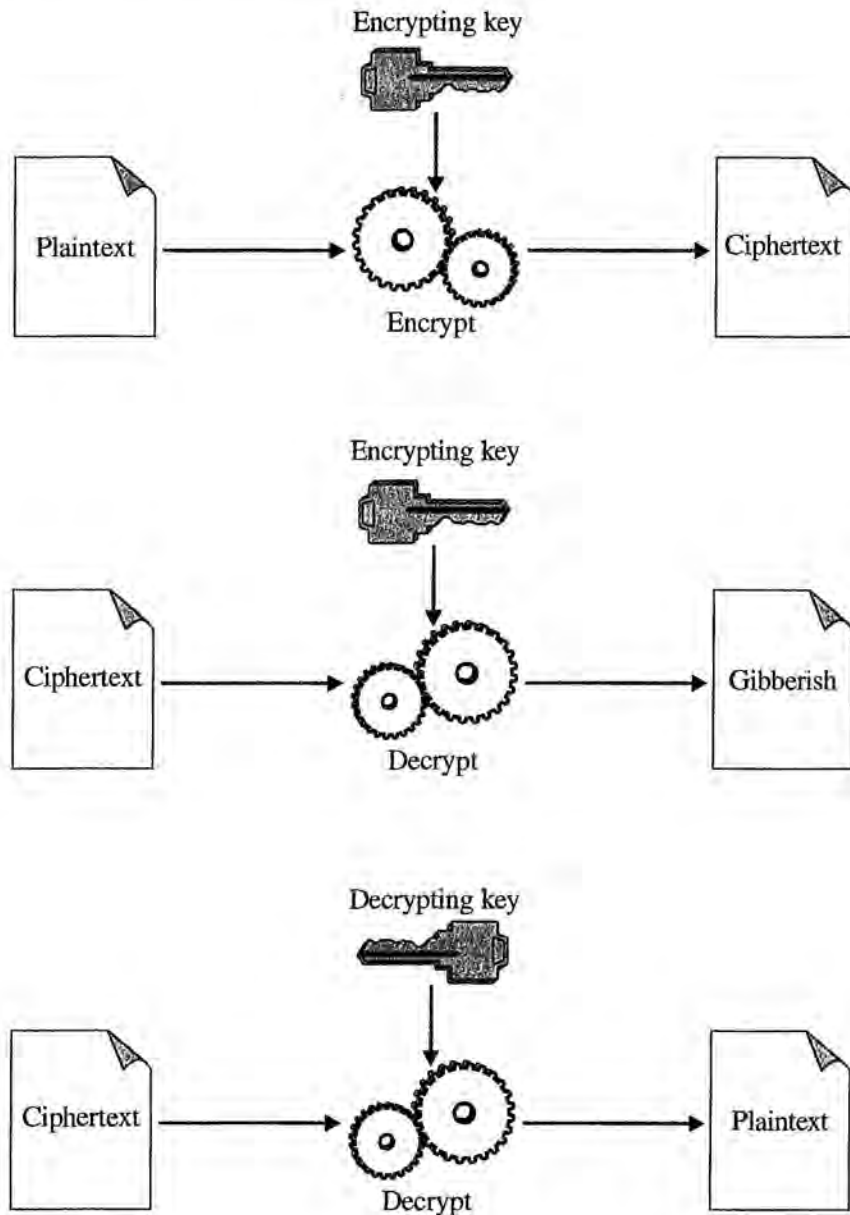 Encrypting key
Plaintext
Ciphertext
Encrypt
Encrypting key
Ciphertext
Gibberish
Decrypt
Decrypting key
Ciphertext
Plaintext
Decrypt